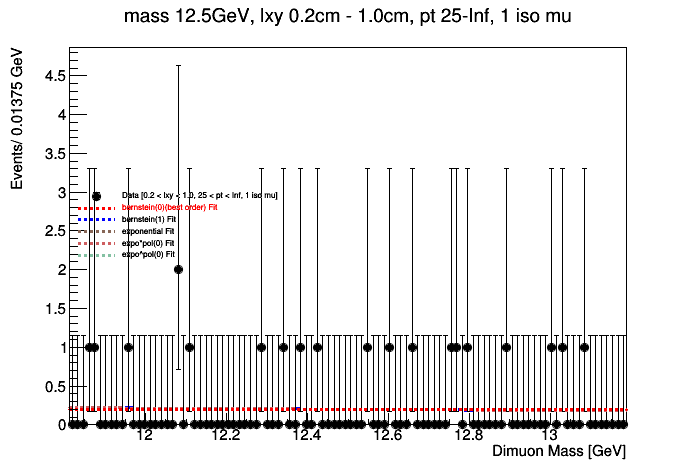 mass 12.5GeV, lxy 0.2cm - 1.0cm, pt 25-Inf, 1 iso mu
Events/ 0.01375 GeV
4.5
4
3.5
3
2.5
2
1.5
1
0.5
0
Data [0.2 < lxy < 1.0, 25 < pt < Inf, 1 iso mu]
bernstein(0)(best order) Fit
bernstein(1) Fit
exponential Fit
expo*pol(0) Fit
expo^pol(0) Fit
12 12.2 12.4 12.6 12.8 13
Dimuon Mass [GeV]